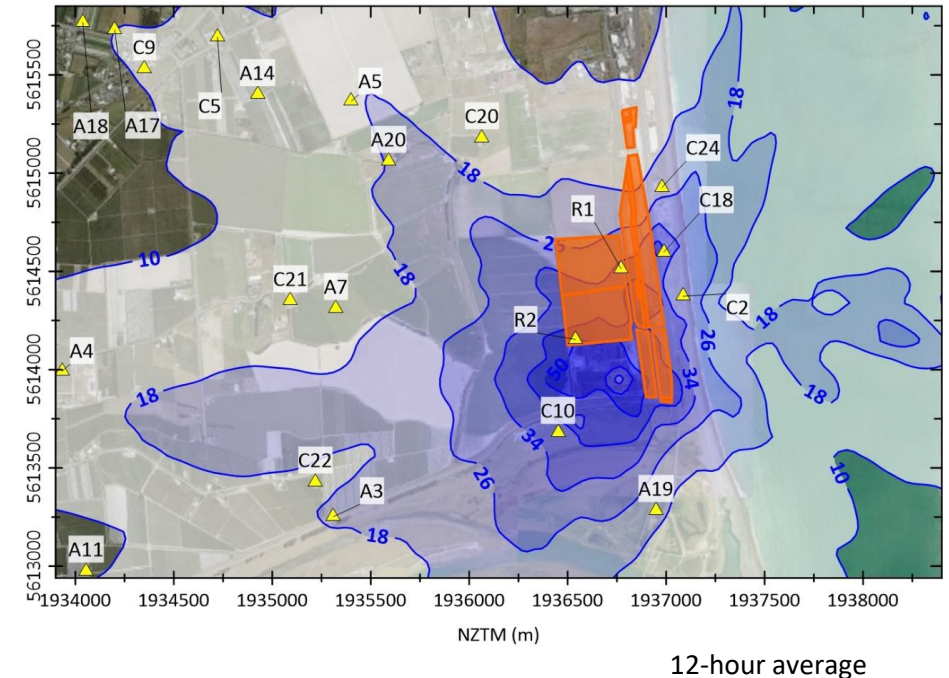 5615500
5615000
5614500
5614000
5613500
5613000
C9
A14
A5
C20
C24
A18
A17
C5
A20
18
18
C18
R1
10
26
18
C21
A7
C2
18
A4
R2
26
50
34
18
18
C10
34
C22
26
10
A3
A19
18
A11
1934000 1934500 1935000 1935500 1936000 1936500 1937000 1937500 1938000
NZTM (m)
12-hour average